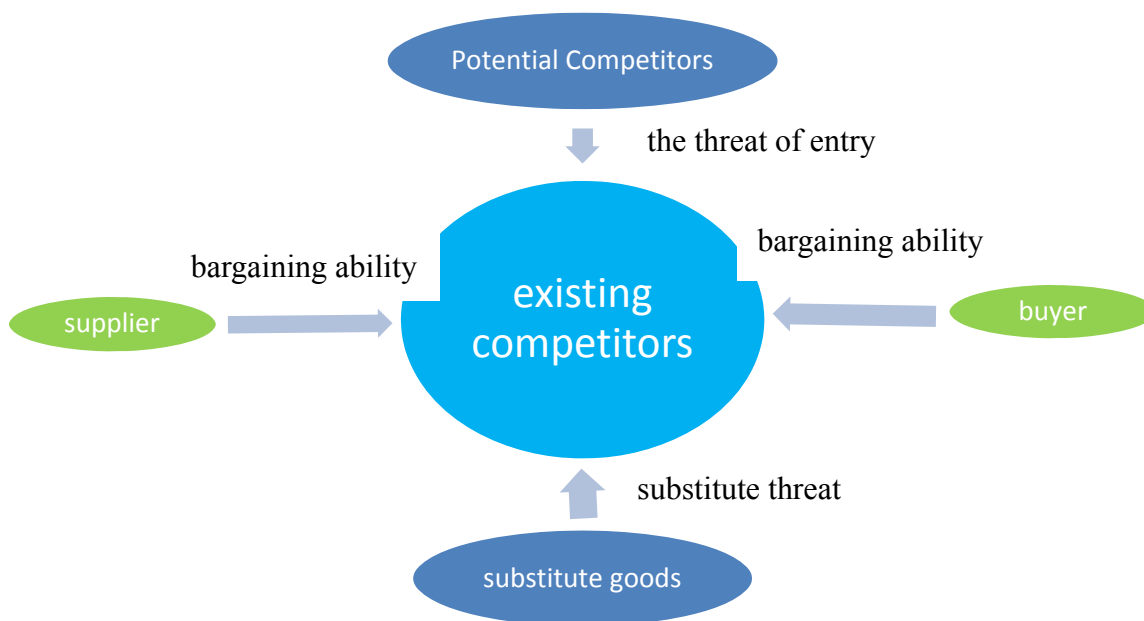 Potential Competitors
the threat of entry
bargaining ability
bargaining ability
existing
competitors
supplier
buyer
substitute threat
substitute goods